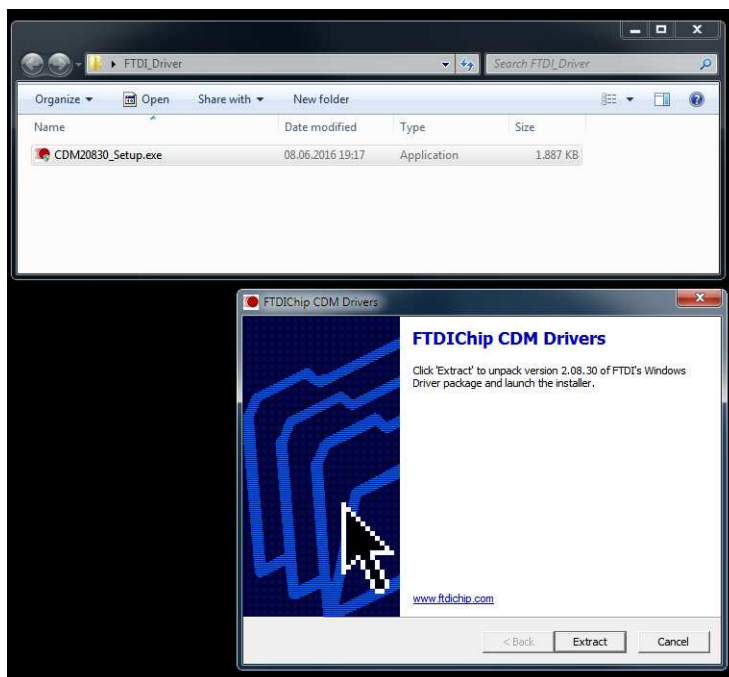 FTDI_Driver
Search FTDI_Driver
Organize
Open
Share with
New folder
Name
Date modified
Type
Size
CDM20830_Setup.exe
08.06.2016 19:17
Application
1.887 KB
FTDIChip CDM Drivers
FTDIChip CDM Drivers
Click 'Extract' to unpack version 2.08.30 of FTDI's Windows
Driver package and launch the installer.
www.ftdichip.com
< Back
Extract
Cancel